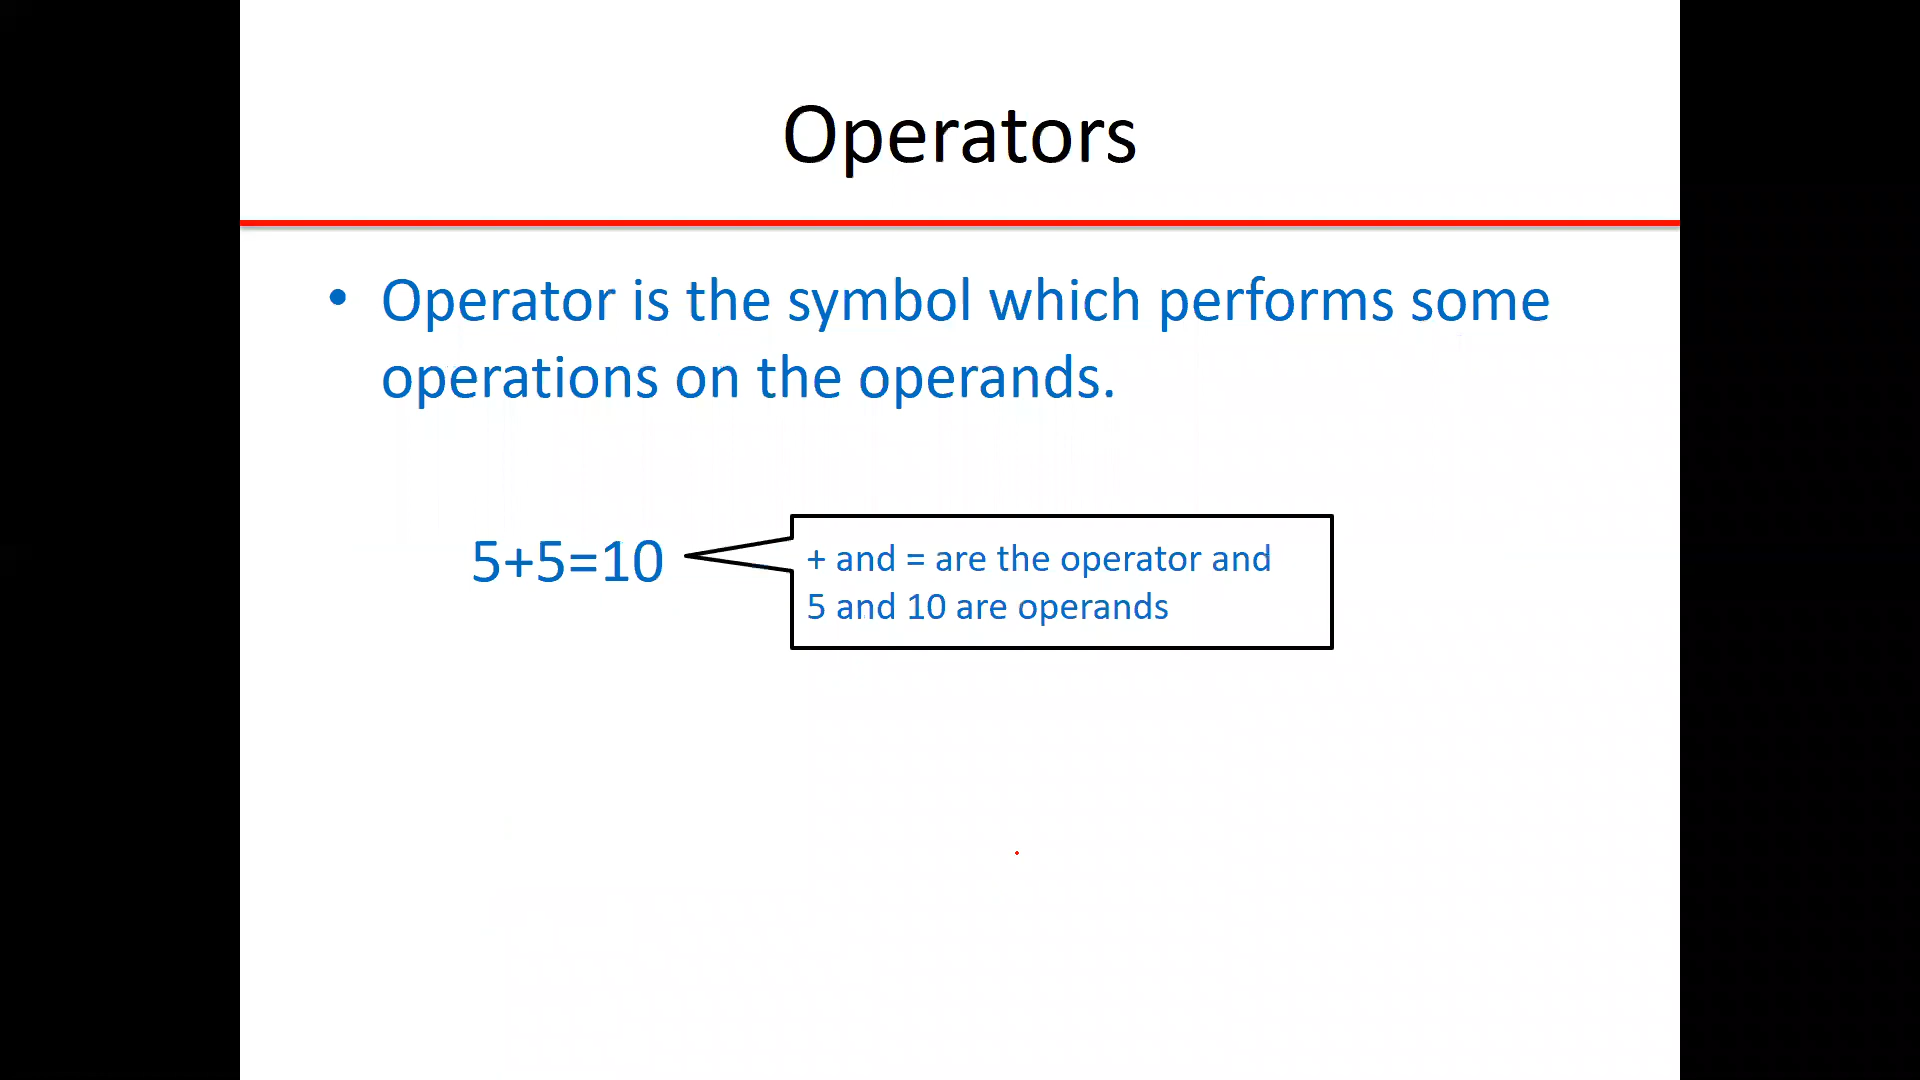 Operators
• Operator is the symbol which performs some
operations on the operands.
5+5=10
+ and = are the operator and
5 and 10 are operands